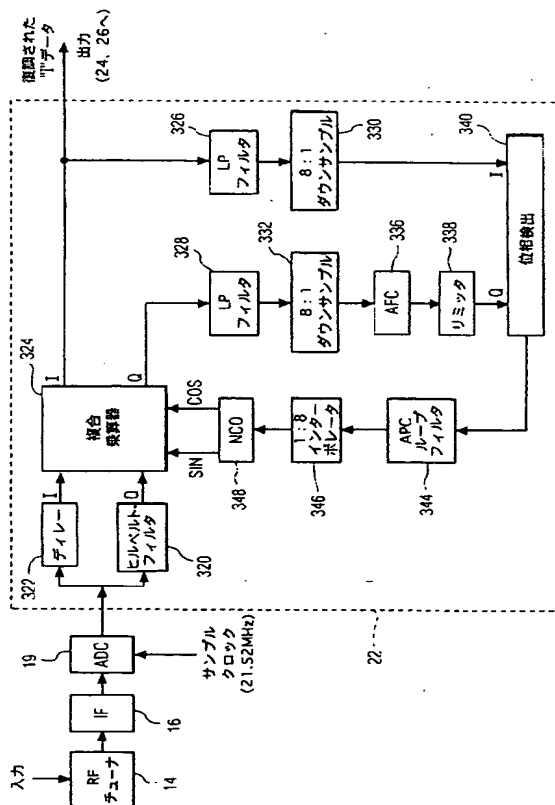 入力
RF
チューナ
14
IF
16
ADC
19
サンプル
クロック
(21.52MHz)
22
ディレー
322
ヒルベルト・
フィルタ
320
I
Q
複合
乗算器
324
I
Q
SIN
COS
NCO
348
1:8
インター
ポレータ
346
APC
ループ
フィルタ
344
LP
フィルタ
328
8:1
ダウンサンプル
332
AFC
336
リミッタ
338
Q
LP
フィルタ
326
8:1
ダウンサンプル
330
I
位相検出
340
復調された
"I"データ
出力
(24, 26へ)